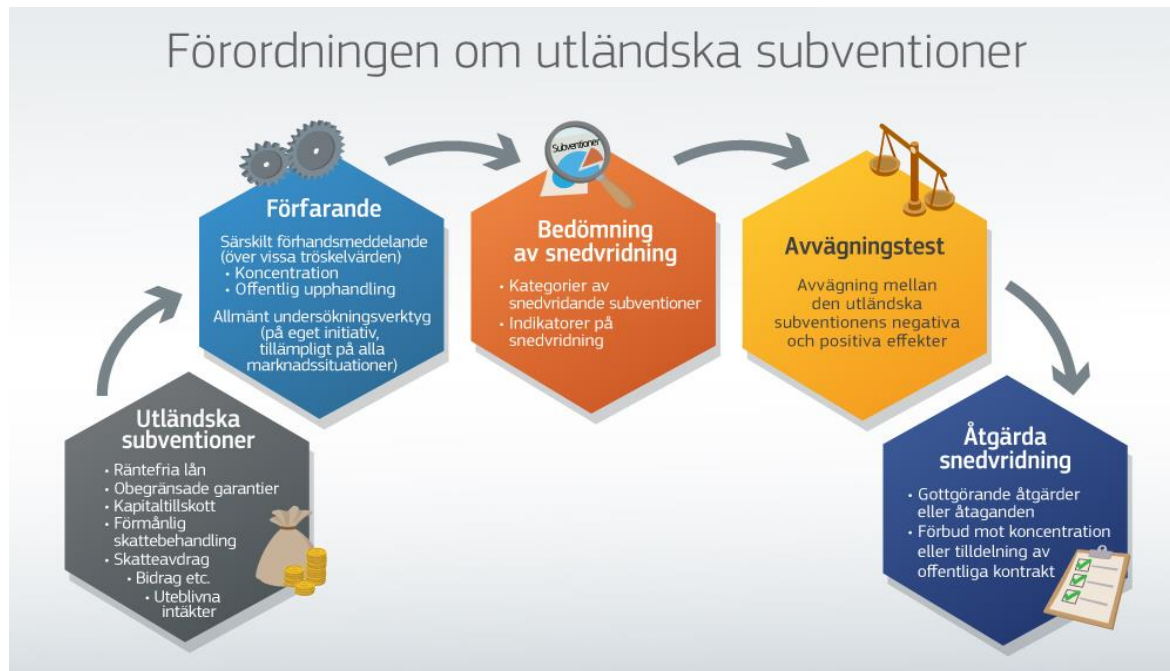 Förordningen om utländska subventioner
Utländska
subventioner
• Räntefria lån
• Obegränsade garantier
• Kapitaltillskott
• Förmånlig
skattebehandling
• Skatteavdrag
• Bidrag etc.
• Uteblivna
intäkter
Förfarande
Särskilt förhandsmeddelande
(över vissa tröskelvärden)
• Koncentration
• Offentlig upphandling
Allmänt undersökningsverktyg
(på eget initiativ,
tillämpligt på alla
marknadssituationer)
Subventioner
Bedömning
av snedvridning
• Kategorier av
snedvridande subventioner
• Indikatorer på
snedvridning
Avvägningstest
Avvägning mellan
den utländska
subventionens negativa
och positiva effekter
Åtgärda
snedvridning
• Gottgörande åtgärder
eller åtaganden
• Förbud mot koncentration
eller tilldelning av
offentliga kontrakt